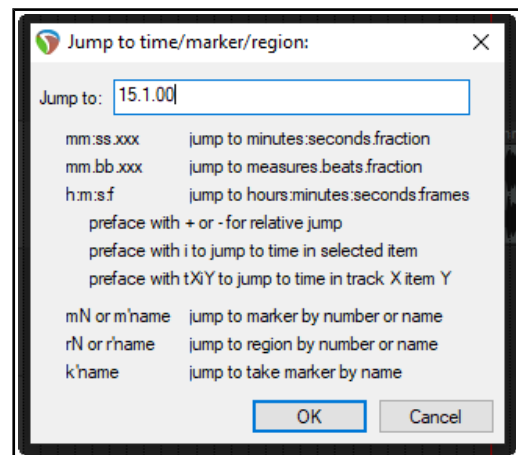 Jump to time/marker/region:
Jump to: 15.1.00
mm:ss.xxx jump to minutes:seconds.fraction
mm.bb.xxx jump to measures.beats.fraction
h:m:s:f jump to hours:minutes:seconds:frames
preface with + or - for relative jump
preface with i to jump to time in selected item
preface with tXiY to jump to time in track X item Y
mN or m'name jump to marker by number or name
rN or r'name jump to region by number or name
k'name jump to take marker by name
OK Cancel